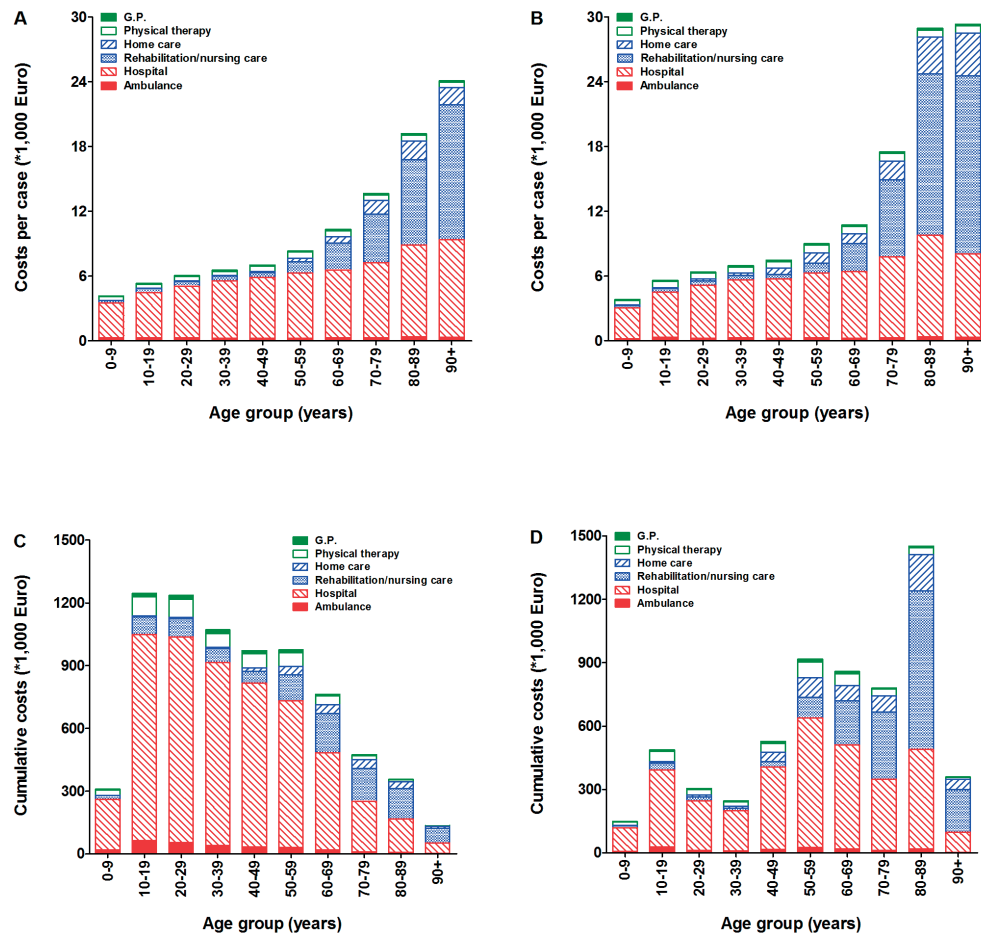 A
G.P.
Physical therapy
Home care
Rehabilitation/nursing care
Hospital
Ambulance
Costs per case (*1,000 Euro)
30
24
18
12
6
0
0-9
10-19
20-29
30-39
40-49
50-59
60-69
70-79
80-89
90+
Age group (years)
B
G.P.
Physical therapy
Home care
Rehabilitation/nursing care
Hospital
Ambulance
Costs per case (*1,000 Euro)
30
24
18
12
6
0
0-9
10-19
20-29
30-39
40-49
50-59
60-69
70-79
80-89
90+
Age group (years)
C
G.P.
Physical therapy
Home care
Rehabilitation/nursing care
Hospital
Ambulance
Cumulative costs (*1,000 Euro)
1500
1200
900
600
300
0
0-9
10-19
20-29
30-39
40-49
50-59
60-69
70-79
80-89
90+
Age group (years)
D
G.P.
Physical therapy
Home care
Rehabilitation/nursing care
Hospital
Ambulance
Cumulative costs (*1,000 Euro)
1500
1200
900
600
300
0
0-9
10-19
20-29
30-39
40-49
50-59
60-69
70-79
80-89
90+
Age group (years)